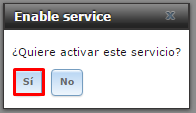 Enable service
¿Quiere activar este servicio?
Sí No